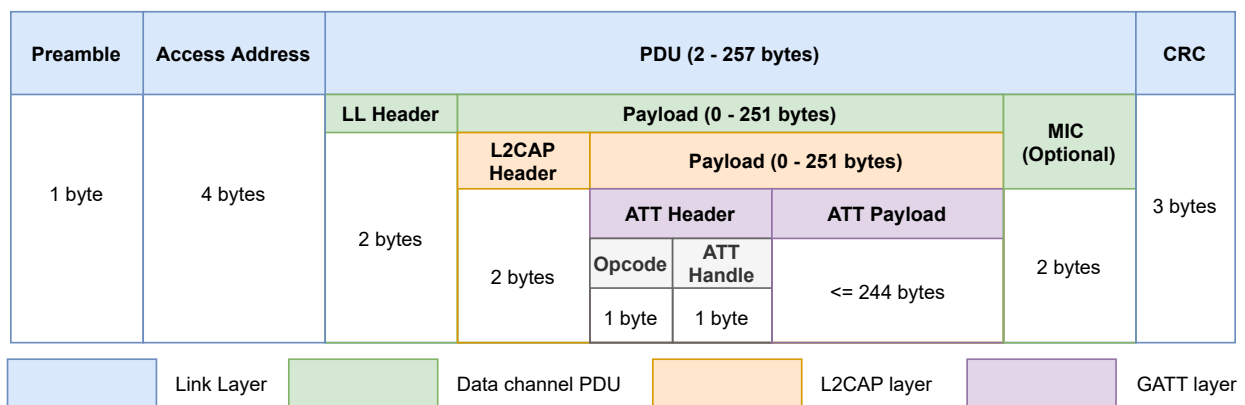 Preamble
Access Address
PDU (2 - 257 bytes)
CRC
LL Header
Payload (0 - 251 bytes)
MIC
(Optional)
L2CAP
Header
Payload (0 - 251 bytes)
1 byte
4 bytes
3 bytes
ATT Header
ATT Payload
2 bytes
Opcode
ATT
Handle
2 bytes
2 bytes
<= 244 bytes
1 byte
1 byte
Link Layer
Data channel PDU
L2CAP layer
GATT layer